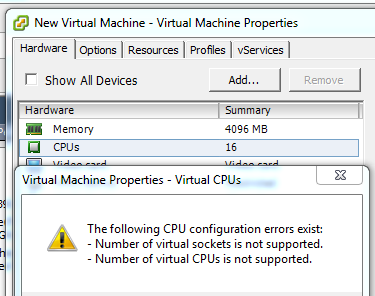 New Virtual Machine - Virtual Machine Properties
Hardware Options Resources Profiles vServices
Show All Devices Add... Remove
Hardware Summary
Memory 4096 MB
CPUs 16
Video card Video card
Virtual Machine Properties - Virtual CPUs
The following CPU configuration errors exist:
- Number of virtual sockets is not supported.
- Number of virtual CPUs is not supported.